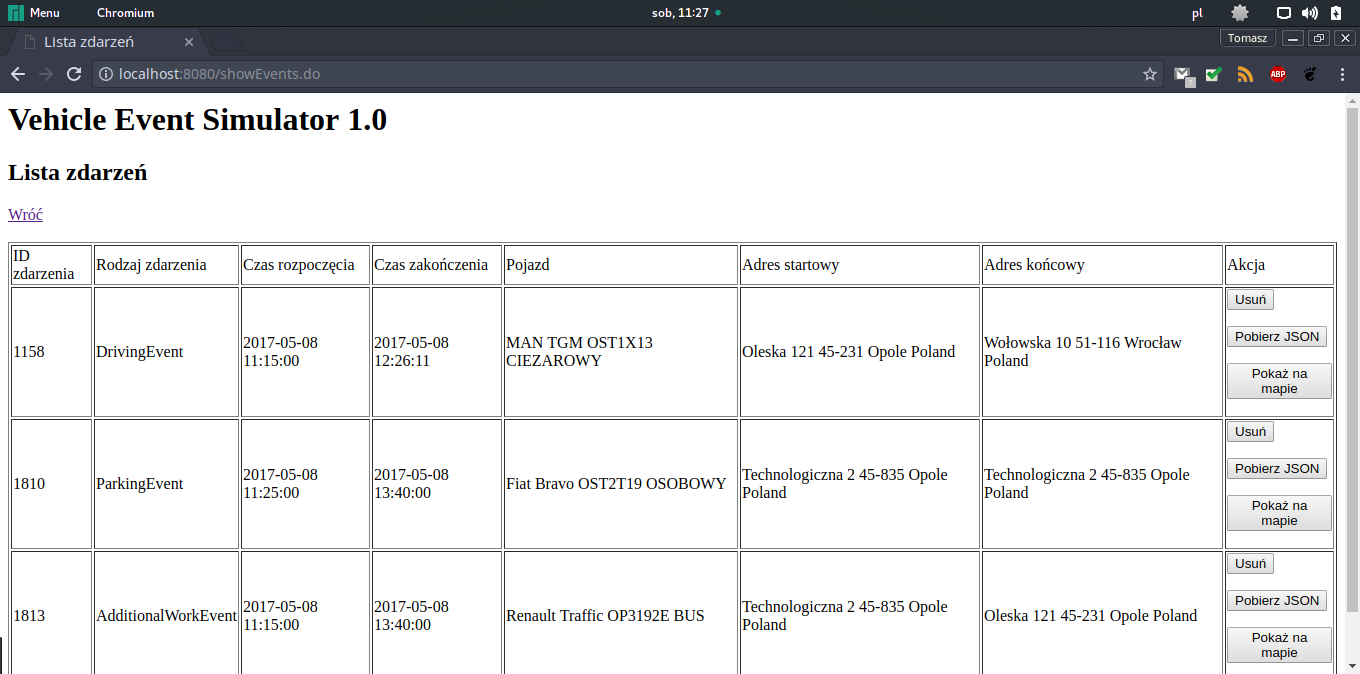 Menu Chromium sob, 11:27 pl
Lista zdarzeń Tomasz
localhost:8080/showEvents.do ABP
Vehicle Event Simulator 1.0
Lista zdarzeń
Wróć
ID
zdarzenia
Rodzaj zdarzenia
Czas rozpoczęcia
Czas zakończenia
Pojazd
Adres startowy
Adres końcowy
Akcja
1158
DrivingEvent
2017-05-08
11:15:00
2017-05-08
12:26:11
MAN TGM OST1X13
CIEZAROWY
Oleska 121 45-231 Opole Poland
Wołowska 10 51-116 Wrocław
Poland
Usuń
Pobierz JSON
Pokaż na
mapie
1810
ParkingEvent
2017-05-08
11:25:00
2017-05-08
13:40:00
Fiat Bravo OST2T19 OSOBOWY
Technologiczna 2 45-835 Opole
Poland
Technologiczna 2 45-835 Opole
Poland
Usuń
Pobierz JSON
Pokaż na
mapie
1813
AdditionalWorkEvent
2017-05-08
11:15:00
2017-05-08
13:40:00
Renault Traffic OP3192E BUS
Technologiczna 2 45-835 Opole
Poland
Oleska 121 45-231 Opole Poland
Usuń
Pobierz JSON
Pokaż na
mapie